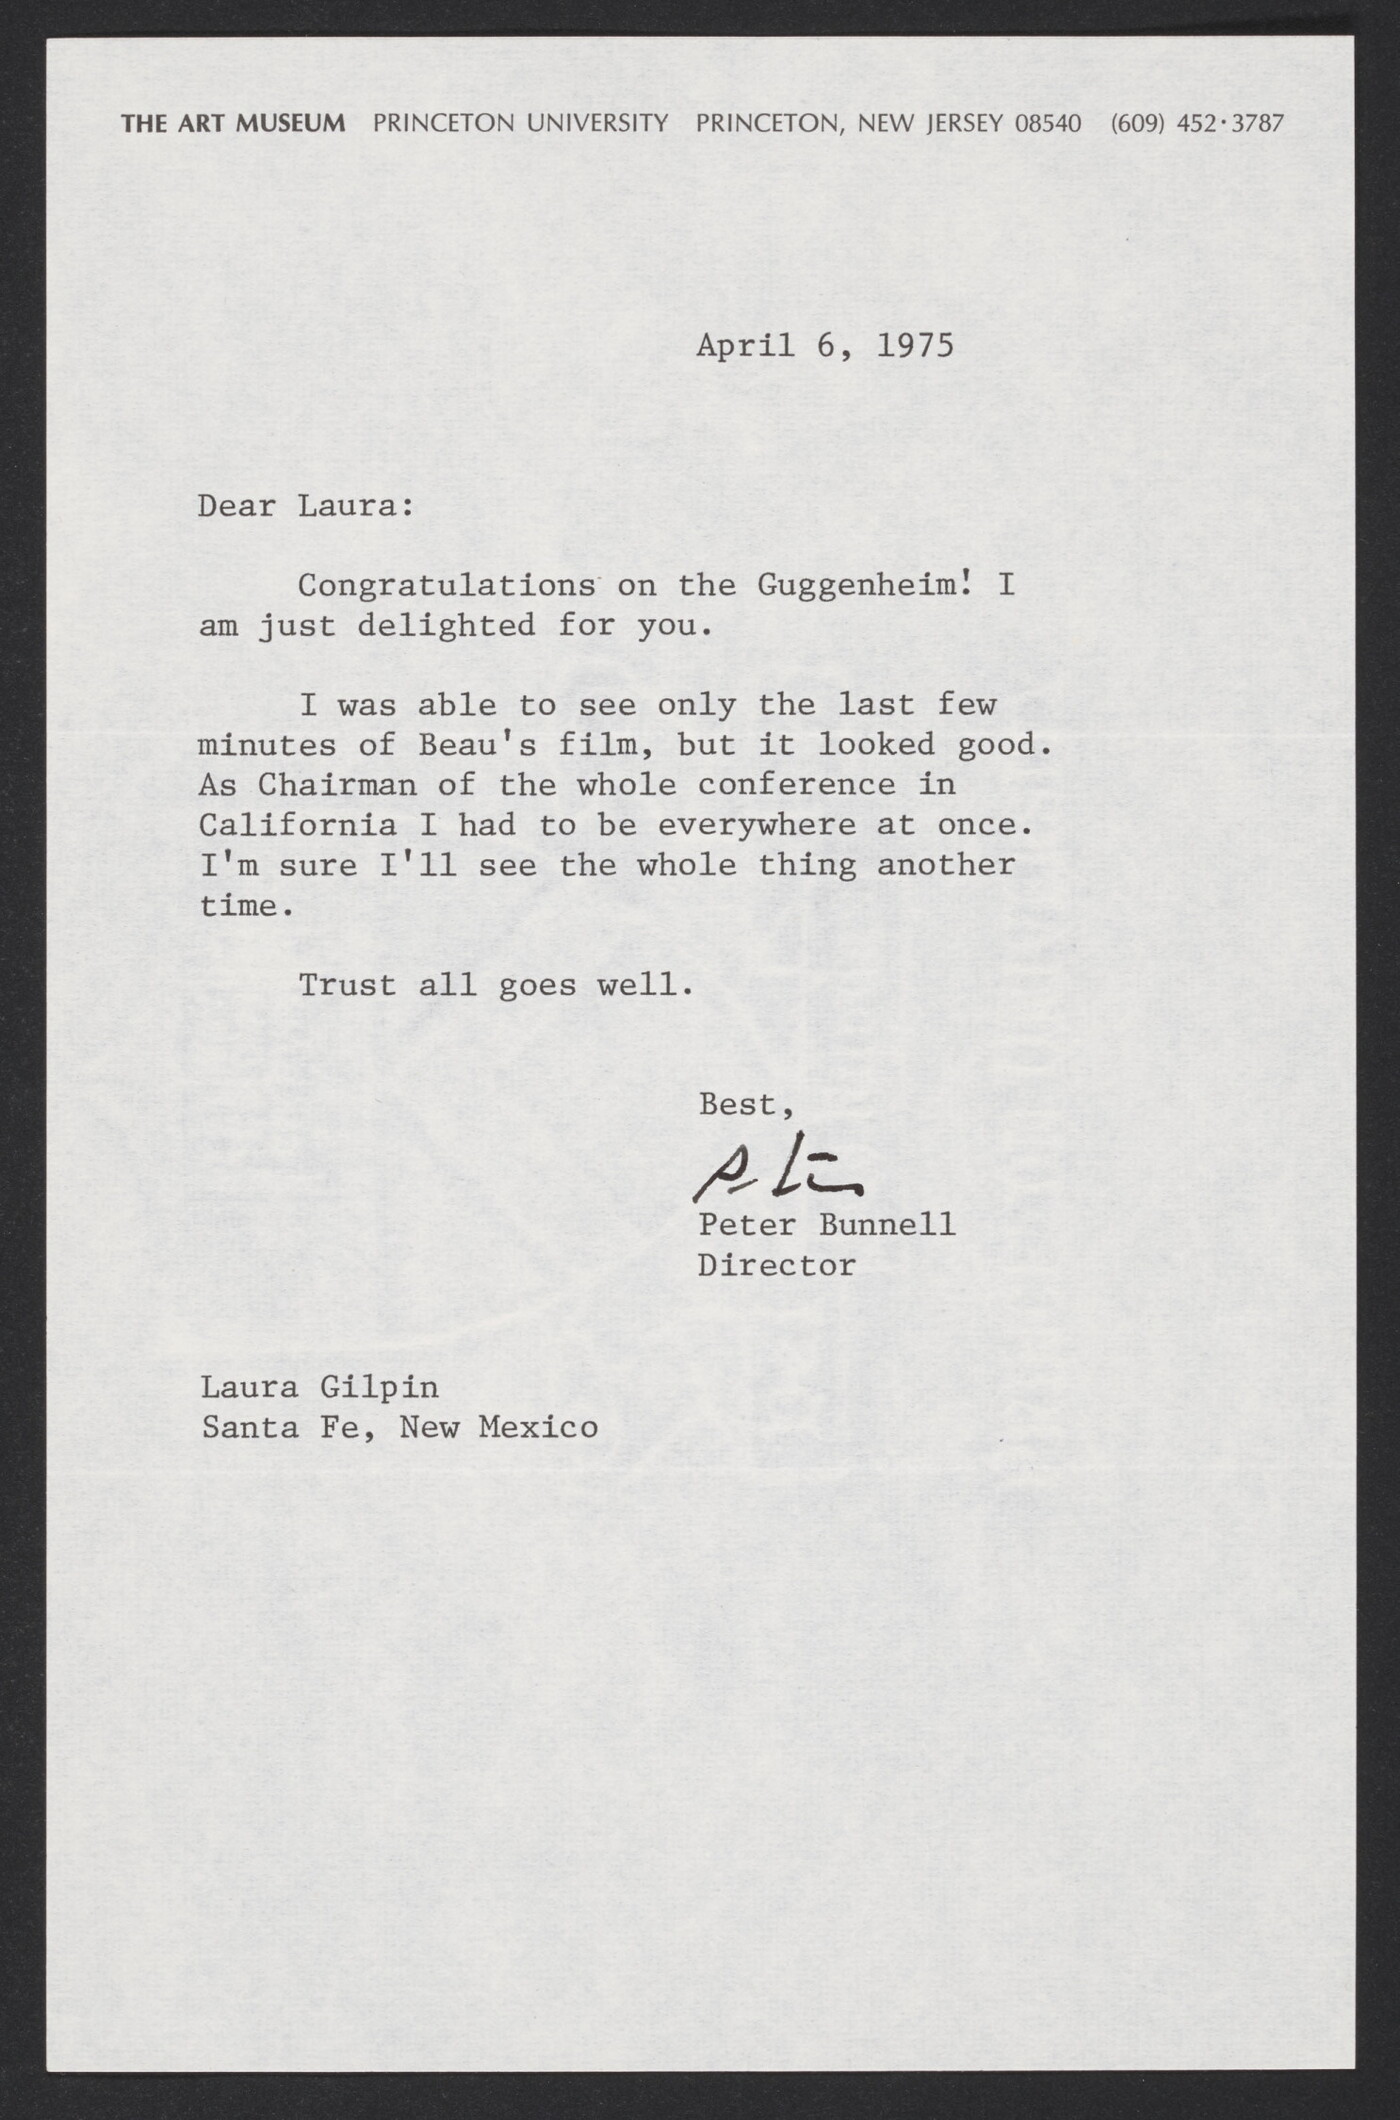 THE ART MUSEUM PRINCETON UNIVERSITY PRINCETON, NEW JERSEY 08540 (609) 452·3787
April 6, 1975
Dear Laura:
Congratulations on the Guggenheim! I
am just delighted for you.
I was able to see only the last few
minutes of Beau's film, but it looked good.
As Chairman of the whole conference in
California I had to be everywhere at once.
I'm sure I'll see the whole thing another
time.
Trust all goes well.
Best,
Peter
Peter Bunnell
Director
Laura Gilpin
Santa Fe, New Mexico